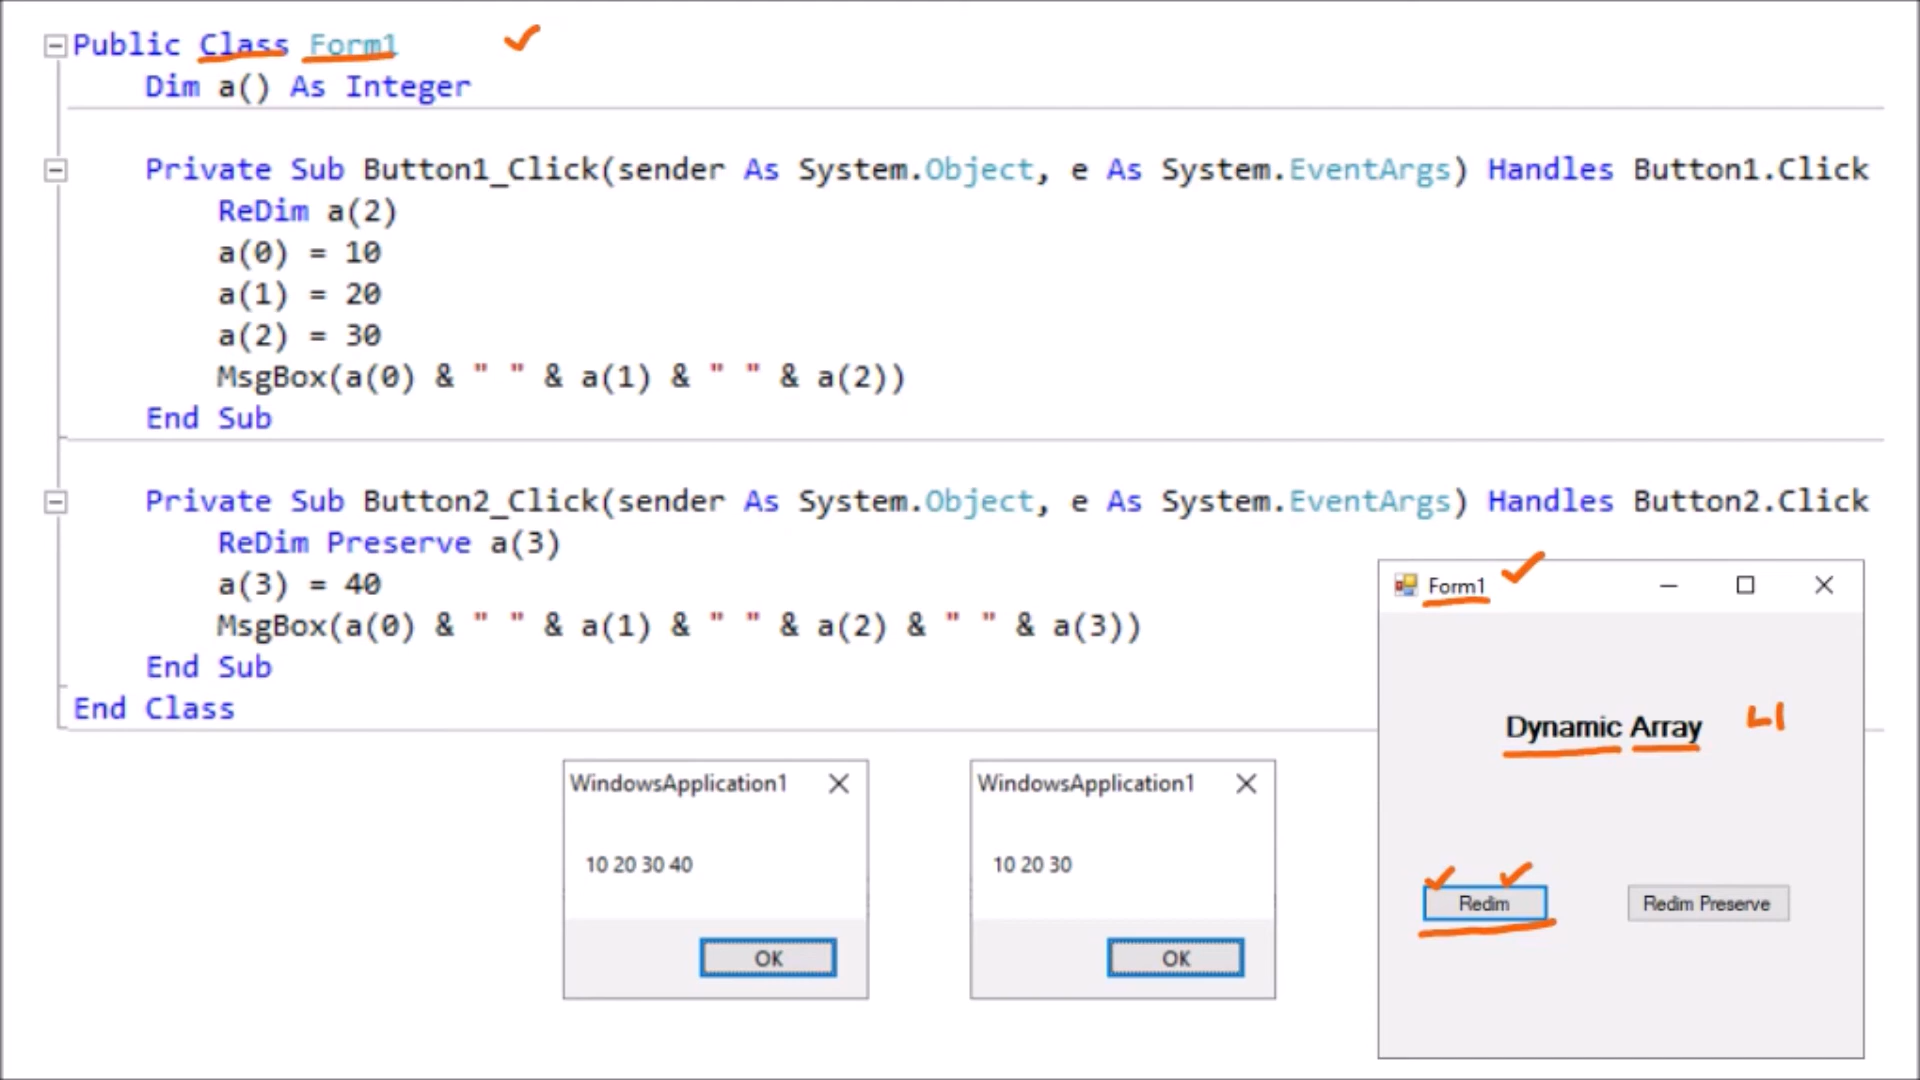 Public Class Form1
Dim a() As Integer
Private Sub Button1_Click(sender As System.Object, e As System.EventArgs) Handles Button1.Click
ReDim a(2)
a(0) = 10
a(1) = 20
a(2) = 30
MsgBox(a(0) & " " & a(1) & " " & a(2))
End Sub
Private Sub Button2_Click(sender As System.Object, e As System.EventArgs) Handles Button2.Click
ReDim Preserve a(3)
a(3) = 40
MsgBox(a(0) & " " & a(1) & " " & a(2) & " " & a(3))
End Sub
End Class
WindowsApplication1
10 20 30 40
OK
WindowsApplication1
10 20 30
OK
Form1
Dynamic Array
Redim
Redim Preserve